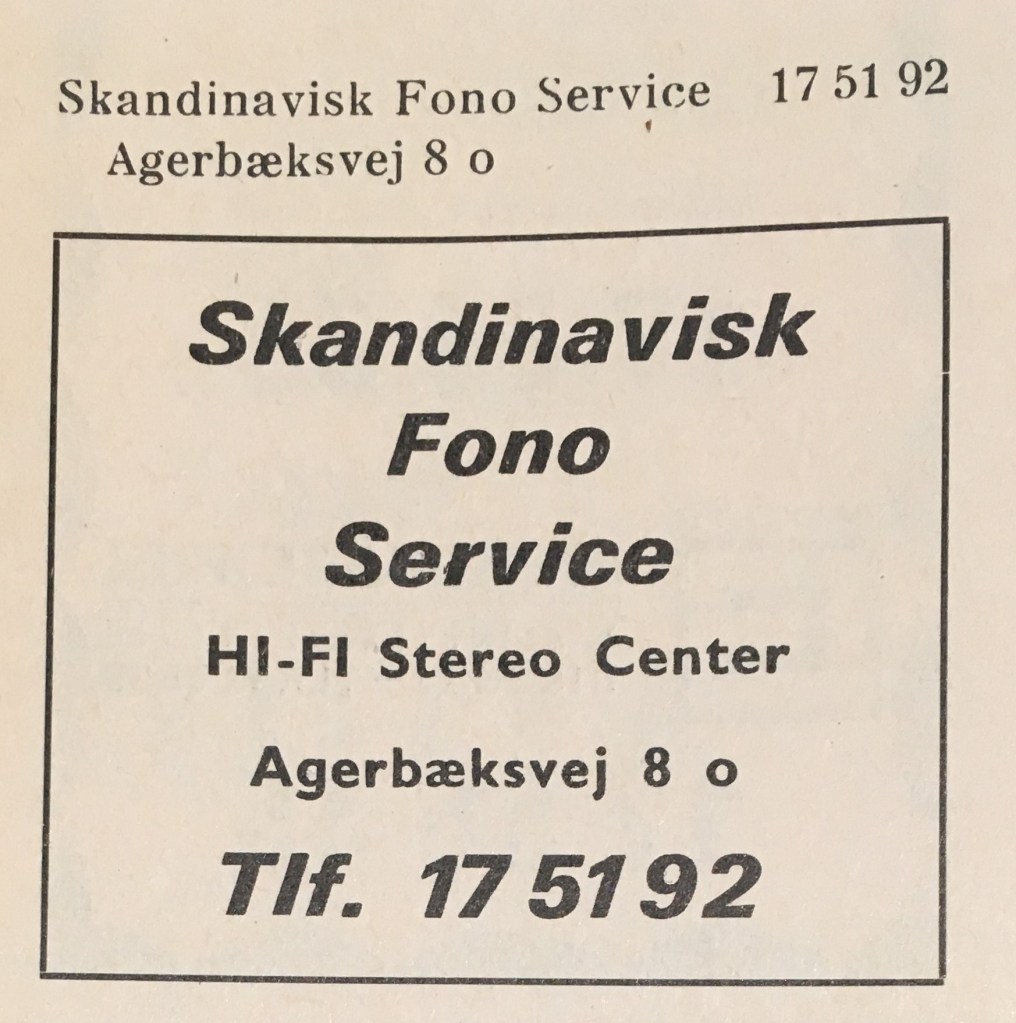 Skandinavisk Fono Service 17 51 92
Agerbæksvej 8 o
Skandinavisk
Fono
Service
HI-FI Stereo Center
Agerbæksvej 8 o
Tlf. 17 51 92